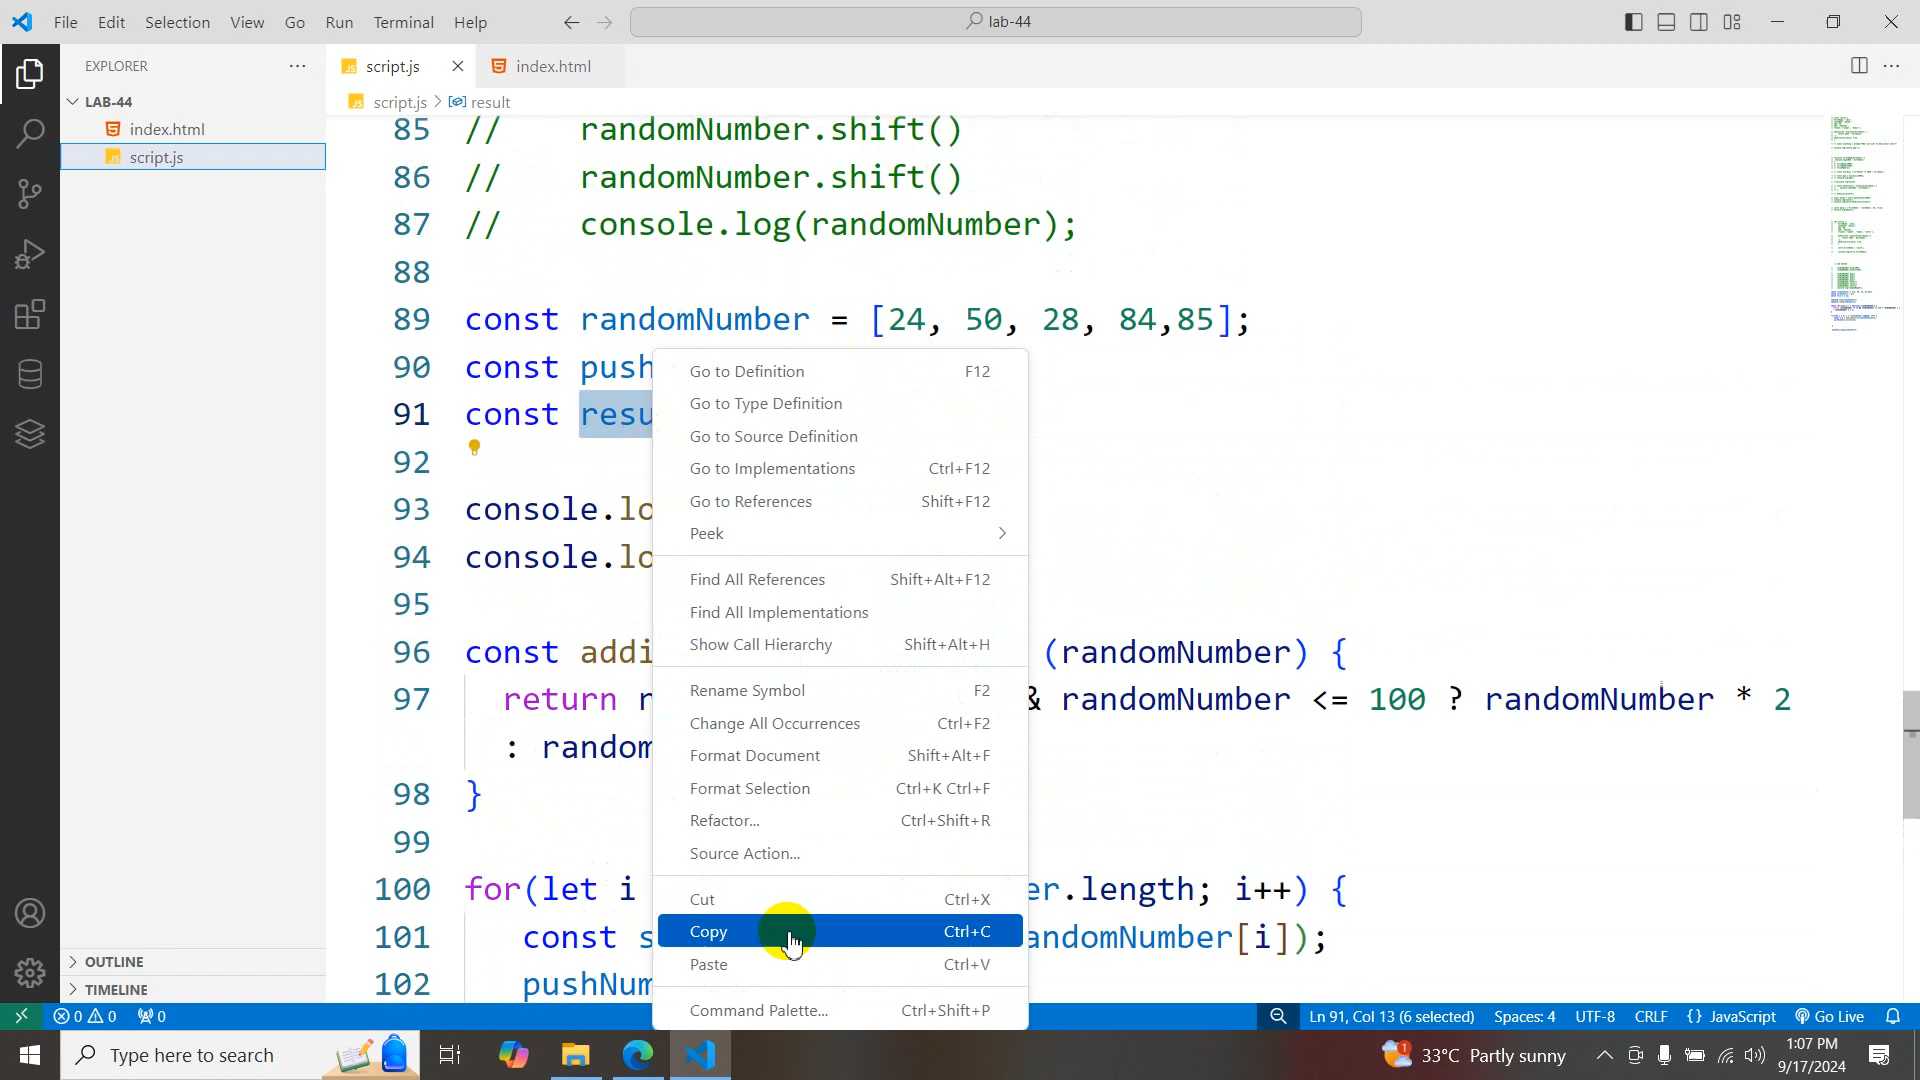 File Edit Selection View Go Run Terminal Help
lab-44
EXPLORER
LAB-44
index.html
script.js
OUTLINE
TIMELINE
script.js
index.html
script.js > result
85 // randomNumber.shift()
86 // randomNumber.shift()
87 // console.log(randomNumber);
88
89 const randomNumber = [24, 50, 28, 84,85];
90 const push
91 const resu
92
93 console.lo
94 console.lo
95
96 const addi (randomNumber) {
97 return r & randomNumber <= 100 ? randomNumber * 2
: random
98 }
99
100 for(let i er.length; i++) {
101 const s andomNumber[i]);
102 pushNum
Go to Definition F12
Go to Type Definition
Go to Source Definition
Go to Implementations Ctrl+F12
Go to References Shift+F12
Peek
Find All References Shift+Alt+F12
Find All Implementations
Show Call Hierarchy Shift+Alt+H
Rename Symbol F2
Change All Occurrences Ctrl+F2
Format Document Shift+Alt+F
Format Selection Ctrl+K Ctrl+F
Refactor... Ctrl+Shift+R
Source Action...
Cut Ctrl+X
Copy Ctrl+C
Paste Ctrl+V
Command Palette... Ctrl+Shift+P
0 0 0 Ln 91, Col 13 (6 selected) Spaces: 4 UTF-8 CRLF {} JavaScript Go Live
Type here to search
1 33°C Partly sunny
1:07 PM
9/17/2024